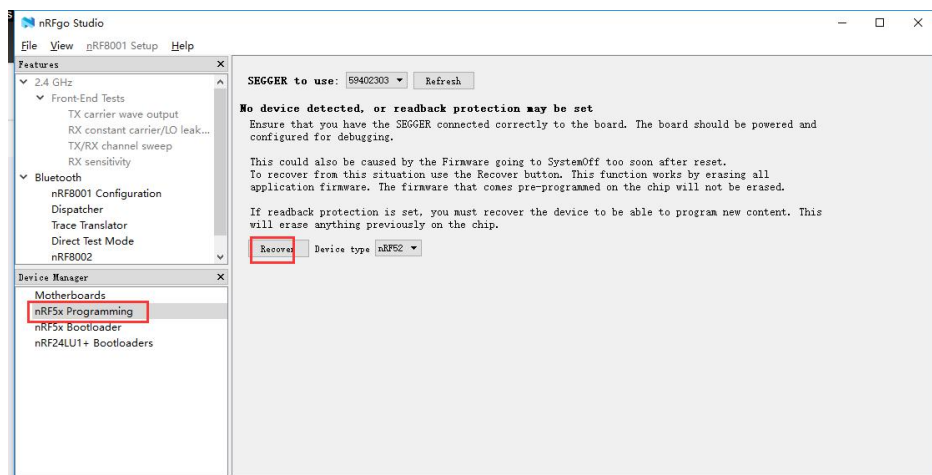 nRFgo Studio
File View nRF8001 Setup Help
Features
2.4 GHz
Front-End Tests
TX carrier wave output
RX constant carrier/LO leak...
TX/RX channel sweep
RX sensitivity
Bluetooth
nRF8001 Configuration
Dispatcher
Trace Translator
Direct Test Mode
nRF8002
Device Manager
Motherboards
nRF5x Programming
nRF5x Bootloader
nRF24LU1+ Bootloaders
SEGGER to use: 59402303 Refresh
No device detected, or readback protection may be set
Ensure that you have the SEGGER connected correctly to the board. The board should be powered and
configured for debugging.
This could also be caused by the Firmware going to SystemOff too soon after reset.
To recover from this situation use the Recover button. This function works by erasing all
application firmware. The firmware that comes pre-programmed on the chip will not be erased.
If readback protection is set, you must recover the device to be able to program new content. This
will erase anything previously on the chip.
Recover Device type nRF52